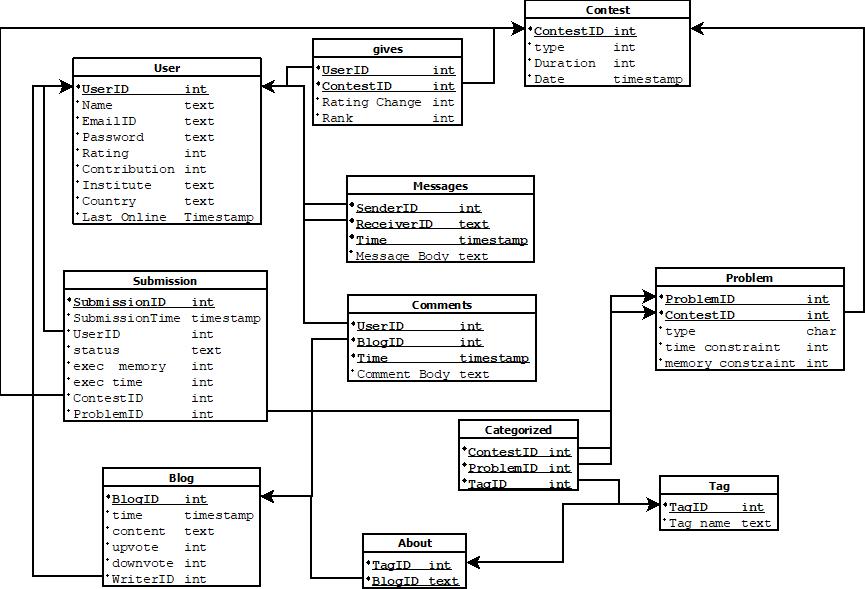 Contest
ContestID int
type int
Duration int
Date timestamp
gives
UserID int
ContestID int
Rating Change int
Rank int
User
UserID int
Name text
EmailID text
Password text
Rating int
Contribution int
Institute text
Country text
Last Online Timestamp
Messages
SenderID int
ReceiverID text
Time timestamp
Message Body text
Submission
SubmissionID int
SubmissionTime timestamp
UserID int
status text
exec memory int
exec time int
ContestID int
ProblemID int
Comments
UserID int
BlogID int
Time timestamp
Comment Body text
Problem
ProblemID int
ContestID int
type char
time constraint int
memory constraint int
Categorized
ContestID int
ProblemID int
TagID int
Blog
BlogID int
time timestamp
content text
upvote int
downvote int
WriterID int
Tag
TagID int
Tag name text
About
TagID int
BlogID text